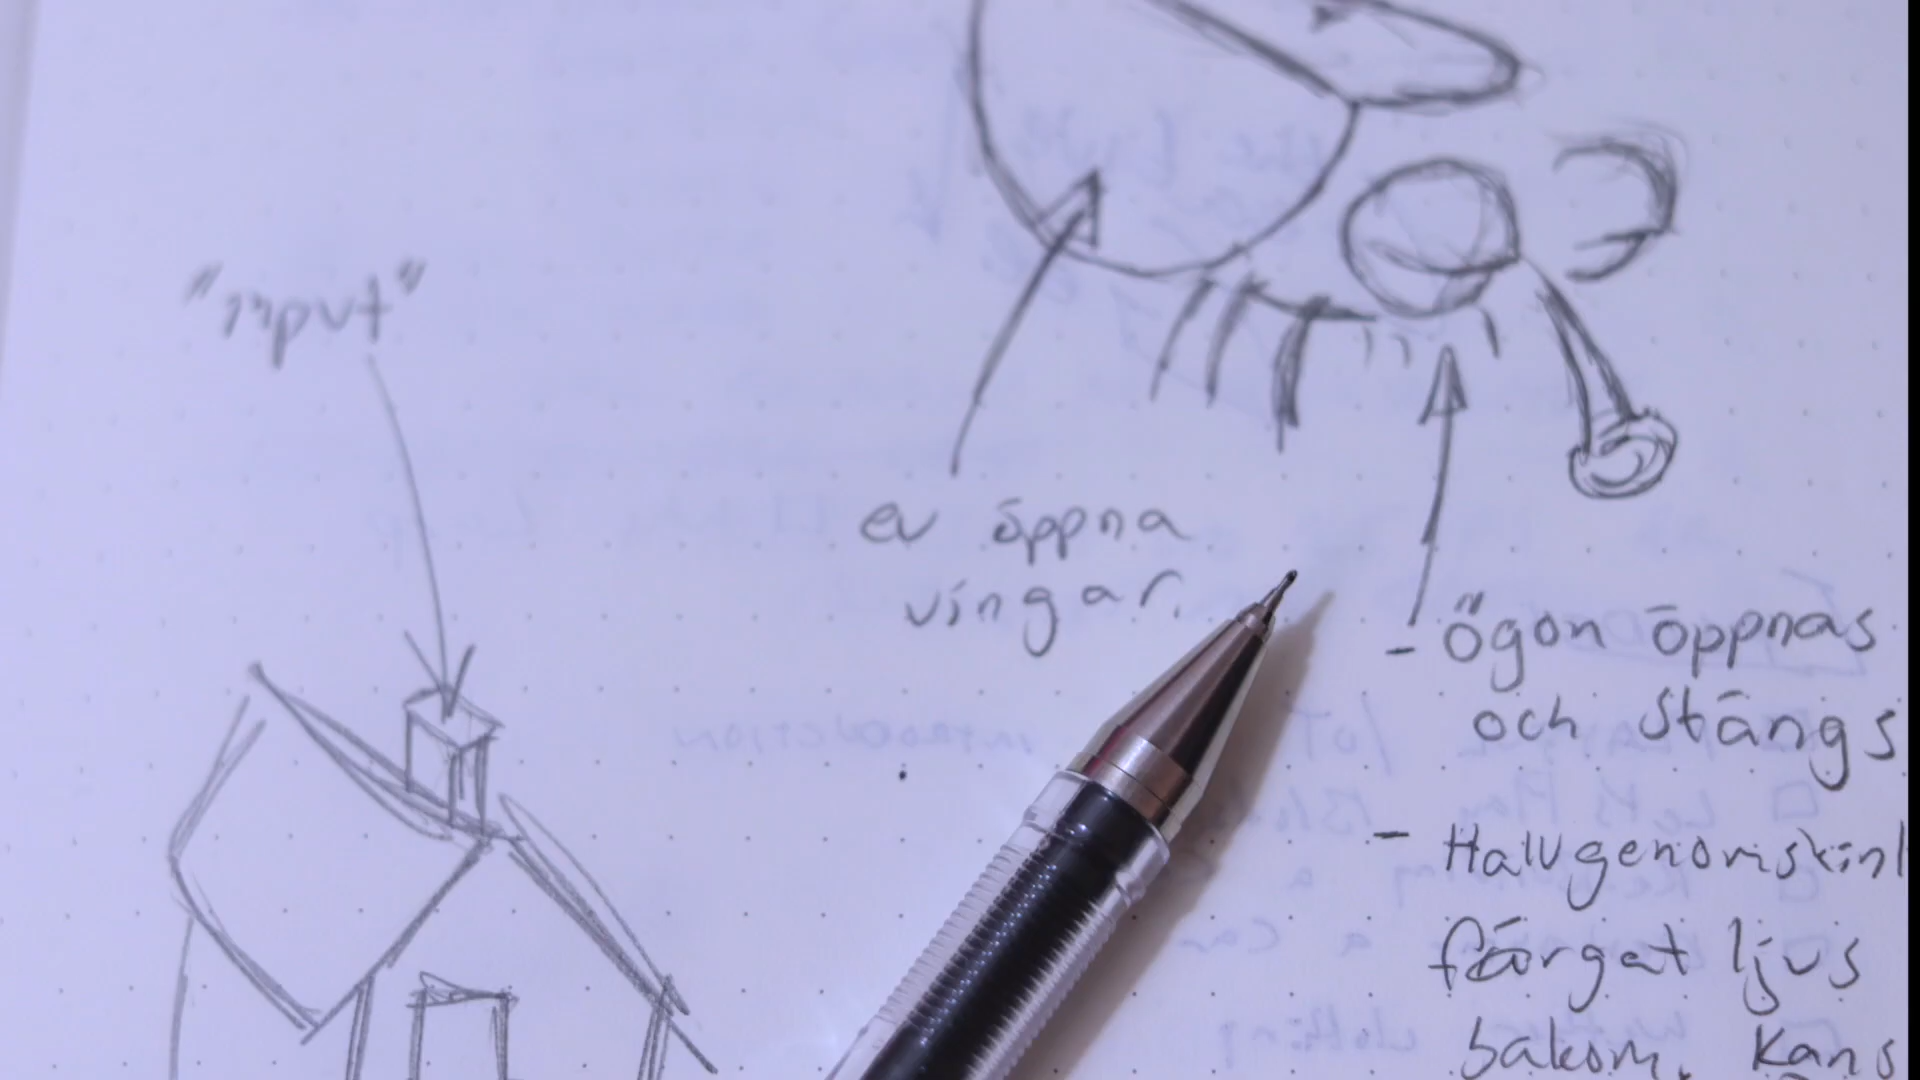 "input"
ev öppna
vingar.
- Ögon öppnas
och stängs
- Halvgenomskinl
färgat ljus
bakom. Kans